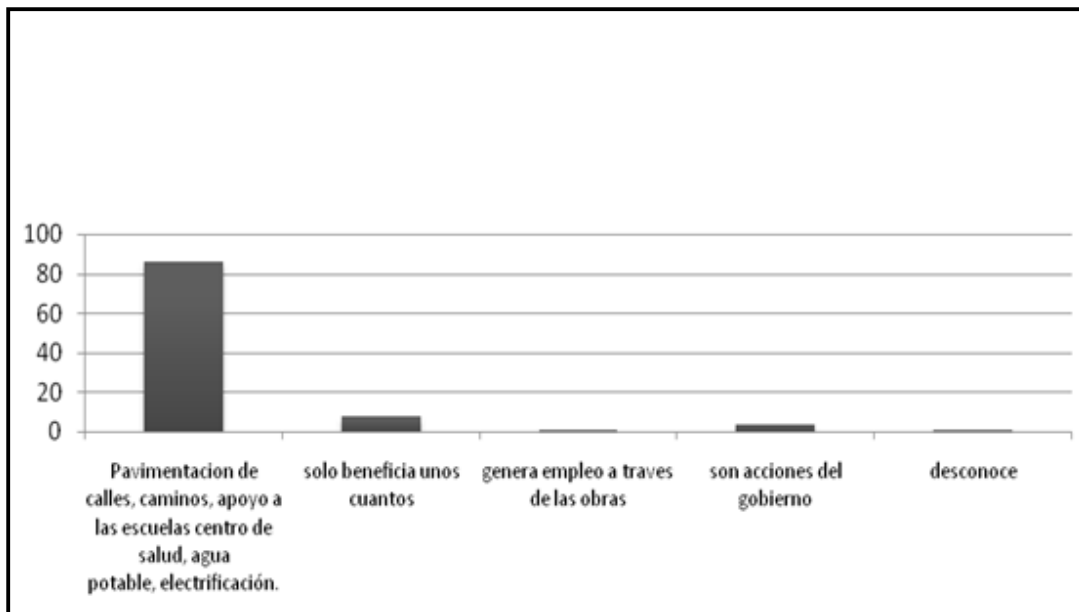 100
80
60
40
20
0
Pavimentacion de
calles, caminos, apoyo a
las escuelas centro de
salud, agua
potable, electrificación.
solo beneficia unos
cuantos
genera empleo a traves
de las obras
son acciones del
gobierno
desconoce